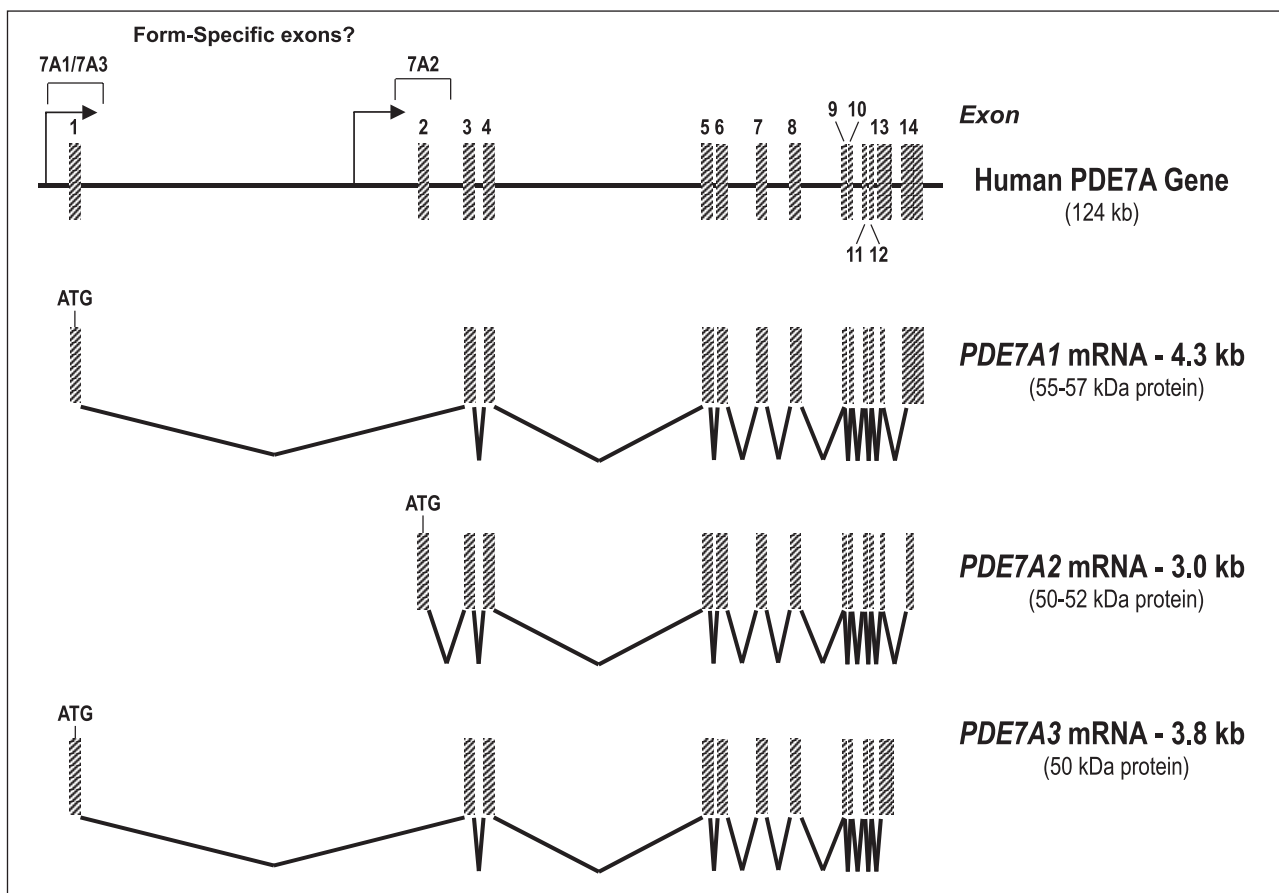 Form-Specific exons?
7A1/7A3
7A2
1
2
3
4
5
6
7
8
9
10
13
14
11
12
Exon
Human PDE7A Gene
(124 kb)
ATG
PDE7A1 mRNA - 4.3 kb
(55-57 kDa protein)
ATG
PDE7A2 mRNA - 3.0 kb
(50-52 kDa protein)
ATG
PDE7A3 mRNA - 3.8 kb
(50 kDa protein)